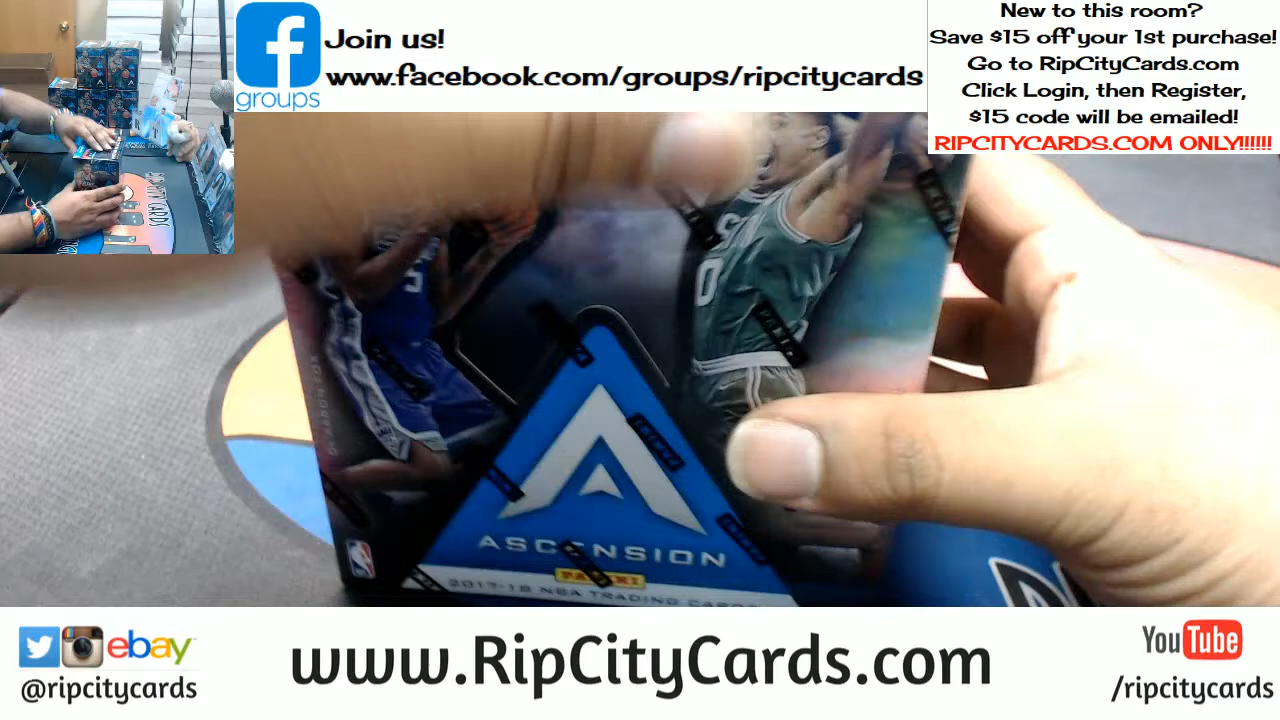 groups
Join us!
www.facebook.com/groups/ripcitycards
New to this room?
Save $15 off your 1st purchase!
Go to RipCityCards.com
Click Login, then Register,
$15 code will be emailed!
RIPCITYCARDS.COM ONLY!!!!!!
ASCENSION
PANINI
2017-18 NBA TRADING CARDS
ebay
@ripcitycards
www.RipCityCards.com
YouTube
/ripcitycards